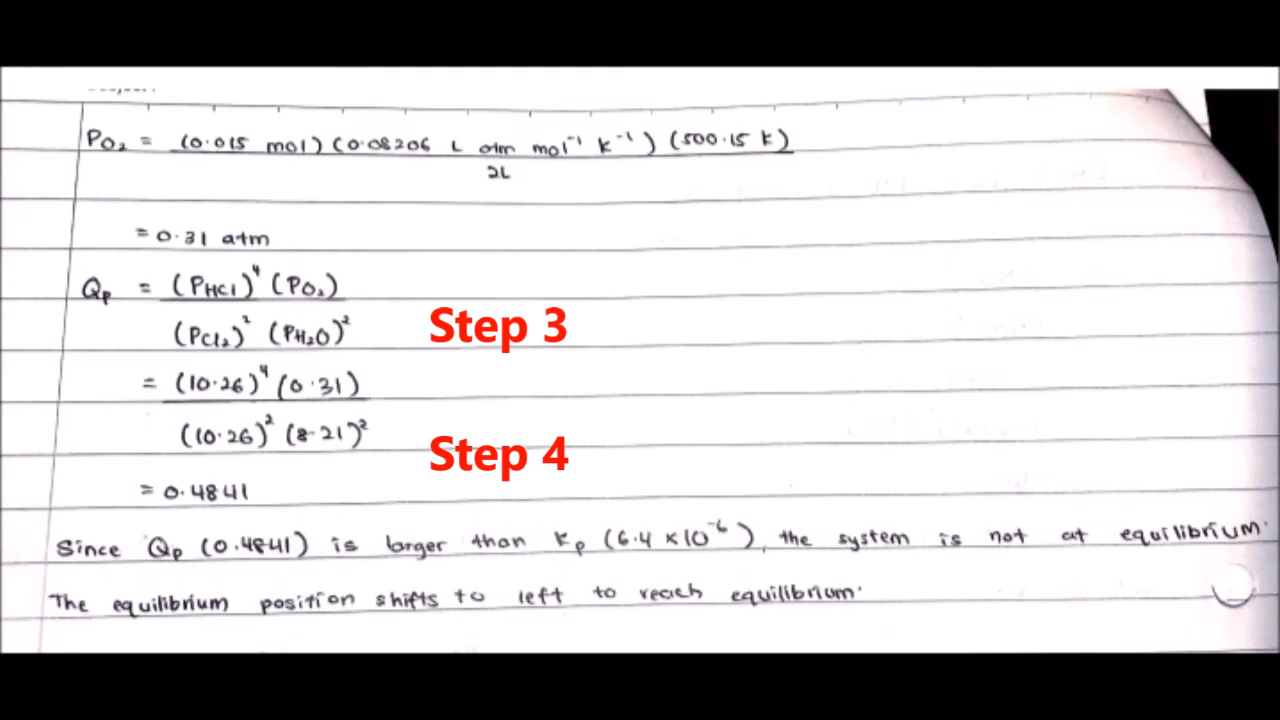 PO₂ = (0.015 mol) (0.08206 L atm mol⁻¹ K⁻¹) (500.15 K)
2L
= 0.31 atm
Qp = (PHCl)⁴ (PO₂)
(PCl₂)² (PH₂O)²
Step 3
= (10.26)⁴ (0.31)
(10.26)² (8.21)²
Step 4
= 0.4841
Since Qp (0.4841) is larger than Kp (6.4 ×10⁻⁶), the system is not at equilibrium.
The equilibrium position shifts to left to reach equilibrium.